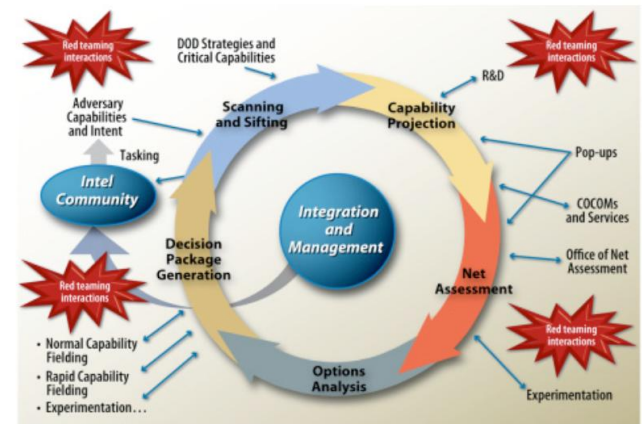 Red teaming
interactions
DOD Strategies and
Critical Capabilities
Red teaming
interactions
R&D
Adversary
Capabilities
and Intent
Scanning
and Sifting
Capability
Projection
Tasking
Pop-ups
Intel
Community
Integration
and
Management
COCOMs
and Services
Decision
Package
Generation
Office of Net
Assessment
Net
Assessment
Red teaming
Interactions
Red teaming
interactions
• Normal Capability
Fielding
• Rapid Capability
Fielding
• Experimentation...
Options
Analysis
Experimentation